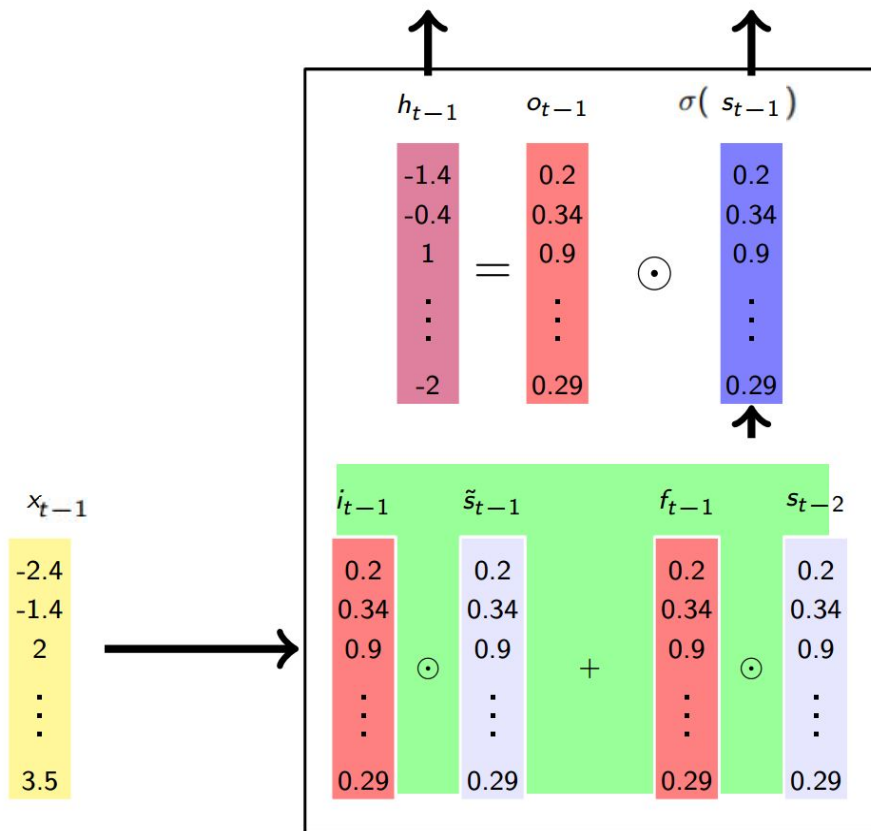 h_{t−1} o_{t−1} σ( s_{t−1})
-1.4 0.2 0.2
-0.4 0.34 0.34
1 0.9 0.9
= ⊙
⋮ ⋮ ⋮
-2 0.29 0.29
x_{t−1} i_{t−1} s̃_{t−1} f_{t−1} s_{t−2}
-2.4 0.2 0.2 0.2 0.2
-1.4 0.34 0.34 0.34 0.34
2 0.9 0.9 0.9 0.9
⊙ + ⊙
⋮ ⋮ ⋮ ⋮ ⋮
3.5 0.29 0.29 0.29 0.29